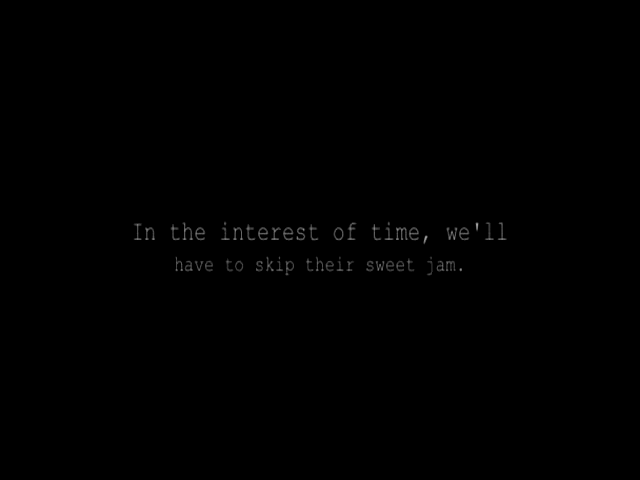 In the interest of time, we'll
have to skip their sweet jam.